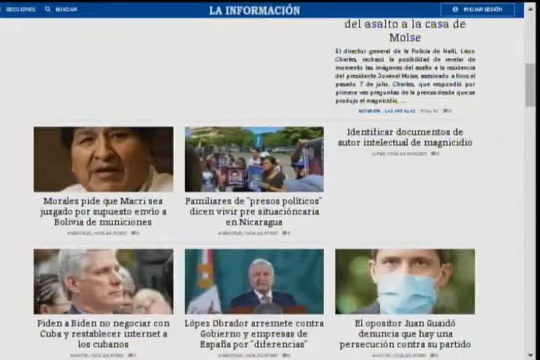 SECCIONES
BUSCAR
LA INFORMACIÓN
INICIAR SESIÓN
del asalto a la casa de
Moïse
El director general de la Policía de Haití, Léon
Charles, rechazó la posibilidad de revelar de
momento las imágenes del asalto a la residencia
del presidente Jovenel Moïse, asesinado a tiros el
pasado 7 de julio. Charles, que respondió por
primera vez preguntas de la prensa desde que se
produjo el magnicidio, ...
Identificar documentos de
autor intelectual de magnicidio
Morales pide que Macri sea
juzgado por supuesto envío a
Bolivia de municiones
Familiares de "presos políticos"
dicen vivir pre situacióncaria
en Nicaragua
Piden a Biden no negociar con
Cuba y restablecer internet a
los cubanos
López Obrador arremete contra
Gobierno y empresas de
España por "diferencias"
El opositor Juan Guaidó
denuncia que hay una
persecución contra su partido